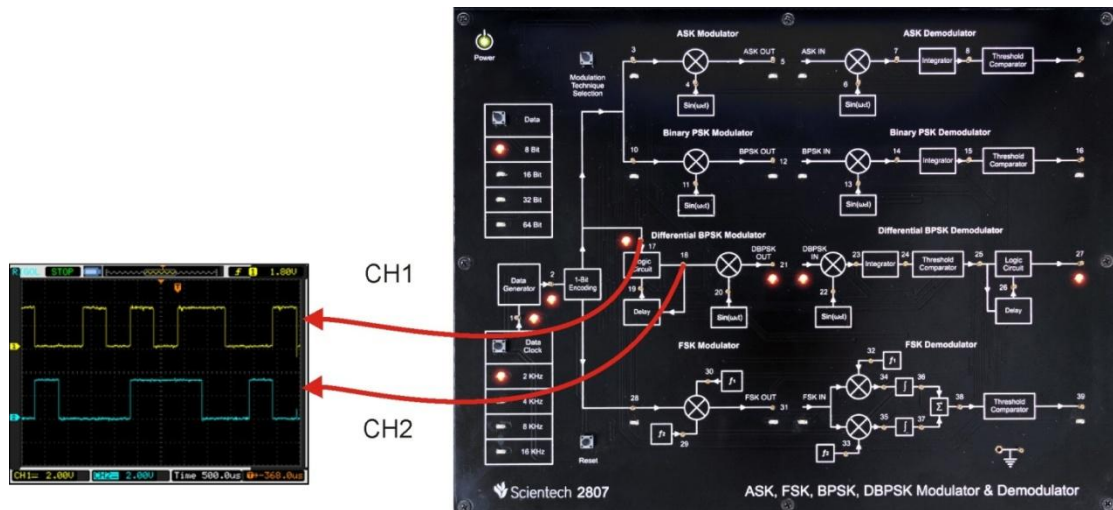 CH1
CH2
RIGOL STOP 1.80V
CH1= 2.00V CH2= 2.00V Time 500.0us -368.0us
Power
Modulation
Technique
Selection
Data
8 Bit
16 Bit
32 Bit
64 Bit
Data
Generator
1-Bit
Encoding
1
2
Data
Clock
2 KHz
4 KHz
8 KHz
16 KHz
Reset
ASK Modulator
3
4
ASK OUT
5
Sin(ωct)
ASK Demodulator
ASK IN
6
7
Integrator
8
Threshold
Comparator
9
Sin(ωct)
Binary PSK Modulator
10
11
BPSK OUT
12
Sin(ωct)
Binary PSK Demodulator
BPSK IN
13
14
Integrator
15
Threshold
Comparator
16
Sin(ωct)
Differential BPSK Modulator
17
Logic
Circuit
18
19
Delay
20
DBPSK
OUT
21
Sin(ωct)
Differential BPSK Demodulator
DBPSK
IN
22
23
Integrator
24
Threshold
Comparator
25
Logic
Circuit
26
27
Delay
Sin(ωct)
FSK Modulator
28
29
30
f1
f2
FSK OUT
31
FSK Demodulator
FSK IN
32
f1
33
f2
34
35
∫
∫
36
37
Σ
38
Threshold
Comparator
39
Scientech 2807
ASK, FSK, BPSK, DBPSK Modulator & Demodulator